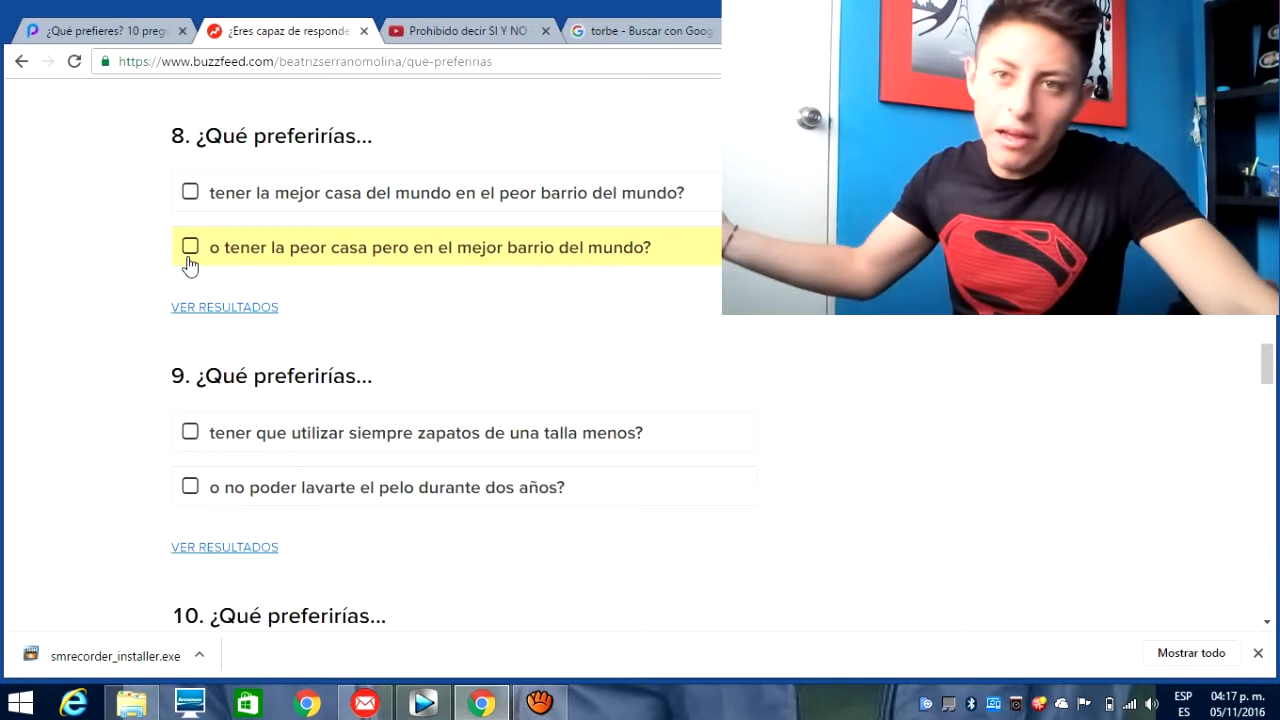 ¿Qué prefieres? 10 preg
¿Eres capaz de responde
Prohibido decir SI Y NO -
torbe - Buscar con Goog
https://www.buzzfeed.com/beatrizserranomolina/que-preferirias
8. ¿Qué preferirías...
tener la mejor casa del mundo en el peor barrio del mundo?
o tener la peor casa pero en el mejor barrio del mundo?
VER RESULTADOS
9. ¿Qué preferirías...
tener que utilizar siempre zapatos de una talla menos?
o no poder lavarte el pelo durante dos años?
VER RESULTADOS
10. ¿Qué preferirías...
smrecorder_installer.exe
Mostrar todo
ESP
ES
04:17 p. m.
05/11/2016